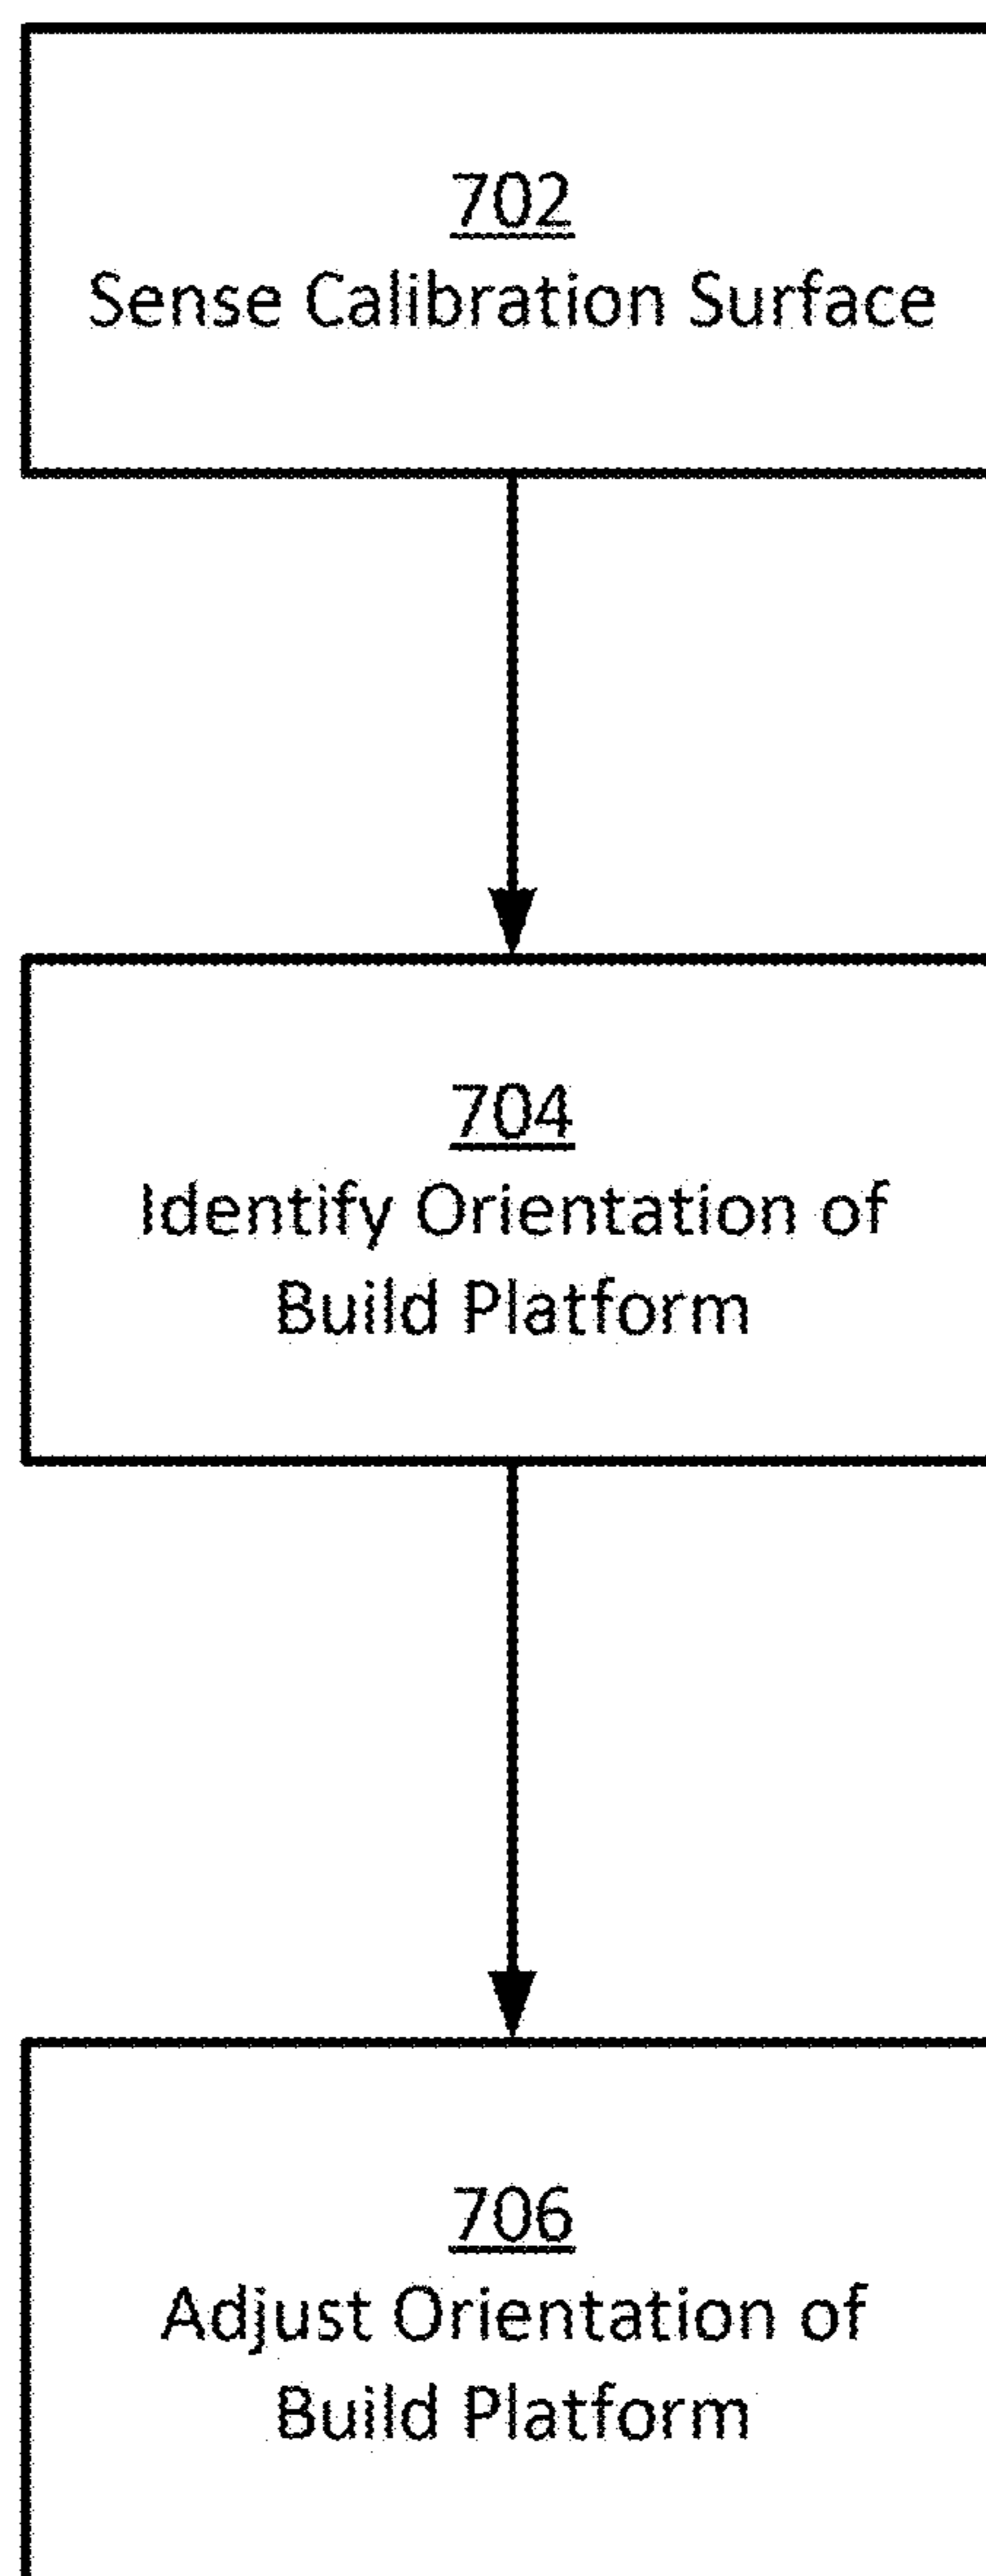 702
Sense Calibration Surface
704
Identify Orientation of
Build Platform
706
Adjust Orientation of
Build Platform